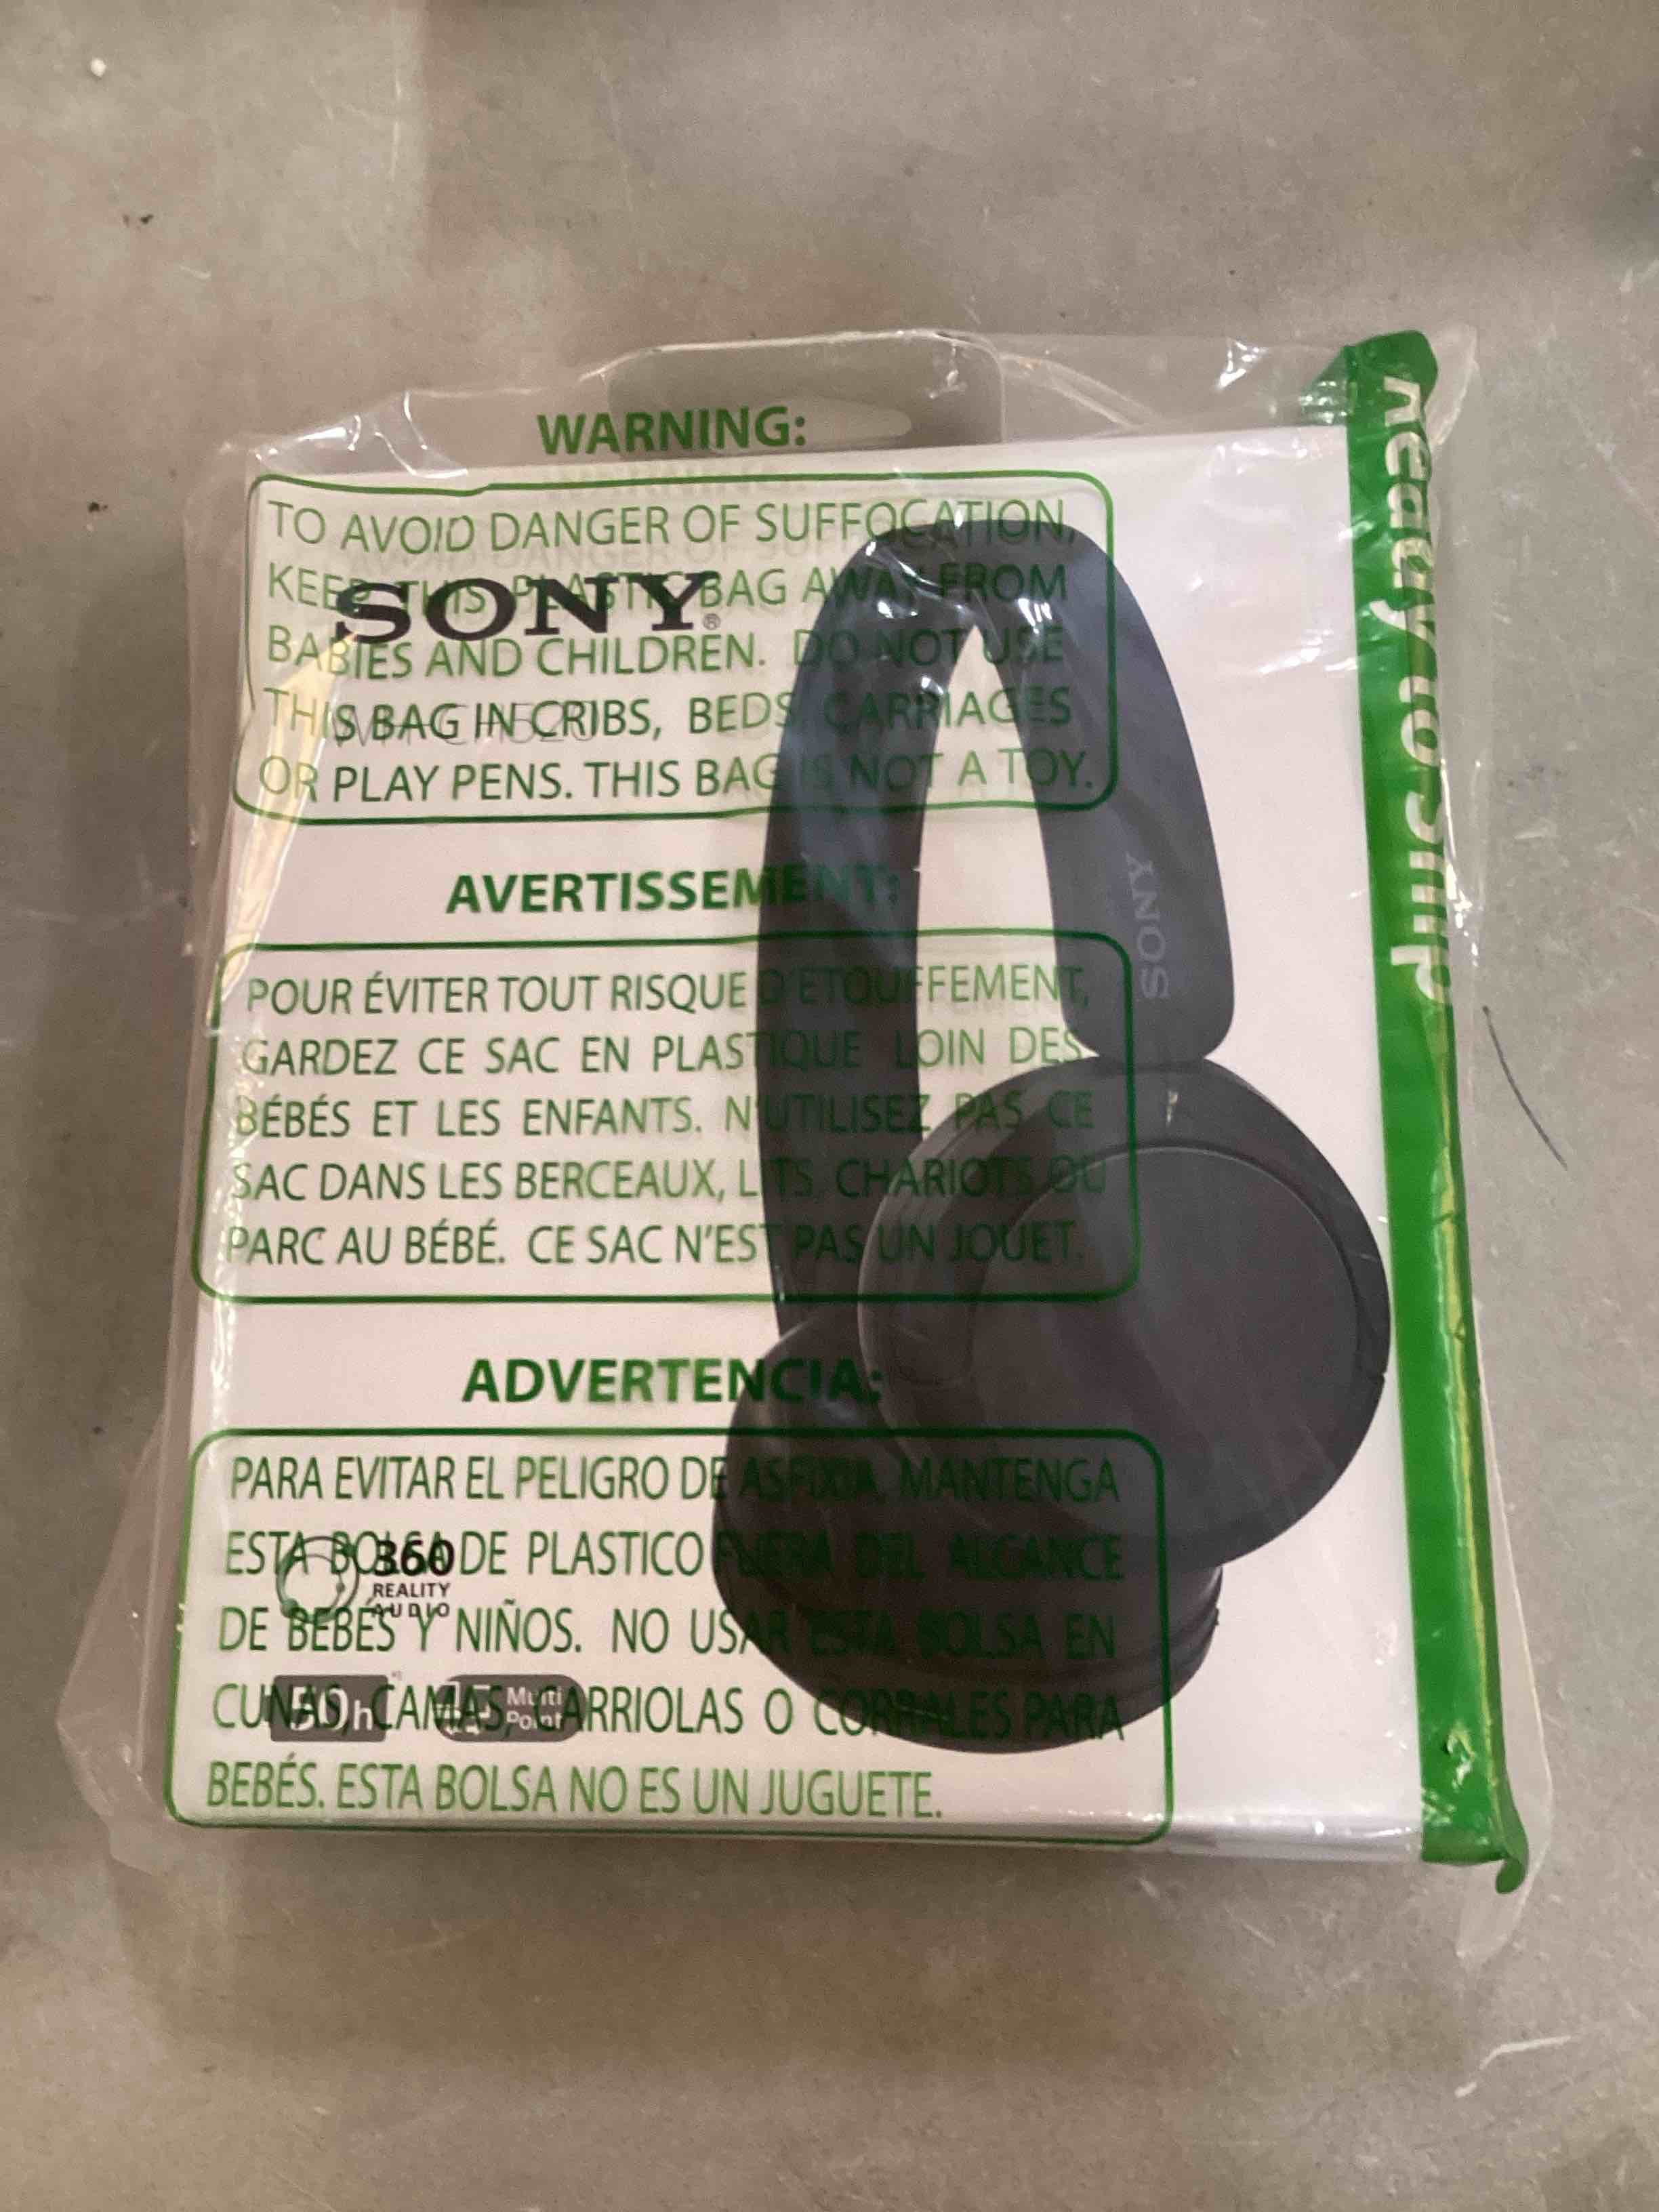 WARNING:
TO AVOID DANGER OF SUFFOCATION,
KEEP THIS PLASTIC BAG AWAY FROM
BABIES AND CHILDREN. DO NOT USE
THIS BAG IN CRIBS, BEDS, CARRIAGES
OR PLAY PENS. THIS BAG IS NOT A TOY.
SONY®
WH-CH520
AVERTISSEMENT:
POUR ÉVITER TOUT RISQUE D'ETOUFFEMENT,
GARDEZ CE SAC EN PLASTIQUE LOIN DES
BÉBÉS ET LES ENFANTS. N'UTILISEZ PAS CE
SAC DANS LES BERCEAUX, LITS, CHARIOTS OU
PARC AU BÉBÉ. CE SAC N'EST PAS UN JOUET.
SONY
ADVERTENCIA:
PARA EVITAR EL PELIGRO DE ASFIXIA, MANTENGA
ESTA BOLSA DE PLASTICO FUERA DEL ALCANCE
DE BEBÉS Y NIÑOS. NO USAR ESTA BOLSA EN
CUNAS, CAMAS, CARRIOLAS O CORRALES PARA
BEBÉS. ESTA BOLSA NO ES UN JUGUETE.
360
REALITY
AUDIO
50h
Multi
Point
Ready to Ship